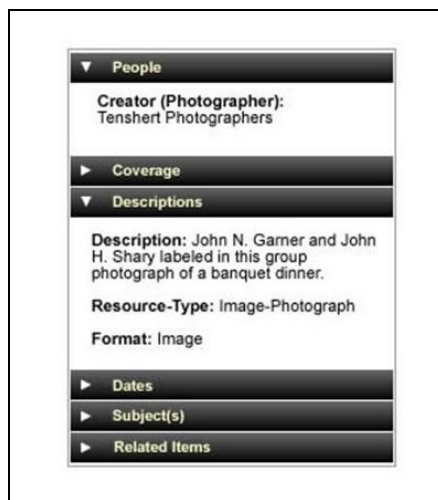 People
Creator (Photographer):
Tenshert Photographers
Coverage
Descriptions
Description: John N. Garner and John
H. Shary labeled in this group
photograph of a banquet dinner.
Resource-Type: Image-Photograph
Format: Image
Dates
Subject(s)
Related Items